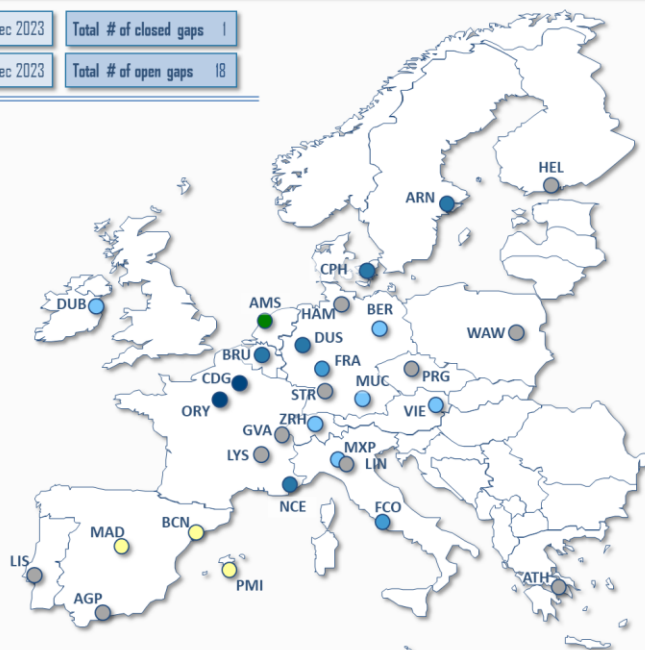 ec 2023 Total # of closed gaps 1
ec 2023 Total # of open gaps 18
HEL
ARN
CPH
DUB
AMS
HAM
BER
WAW
DUS
BRU
FRA
CDG
PRG
MUC
STR
ORY
VIE
ZRH
GVA
MXP
LYS
LIN
NCE
FCO
BCN
MAD
LIS
PMI
ATH
AGP